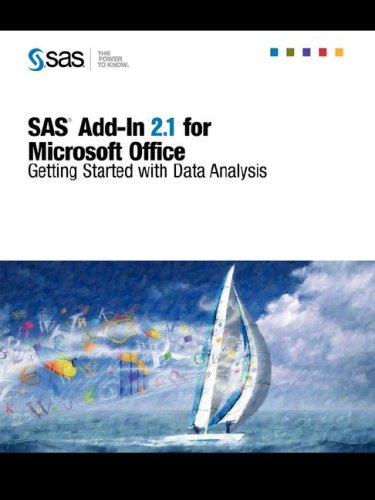 sas®
THE
POWER
TO KNOW®
SAS® Add-In 2.1 for
Microsoft Office
Getting Started with Data Analysis